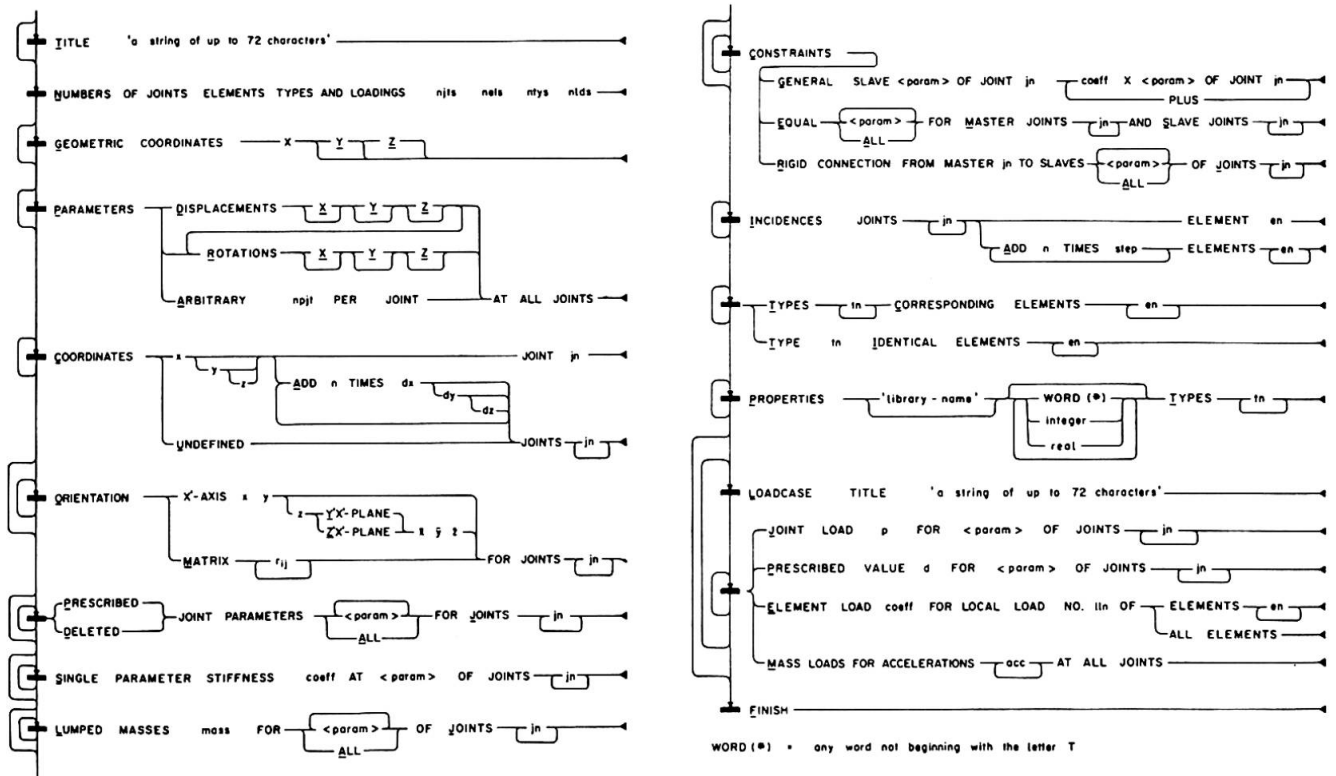 TITLE 'a string of up to 72 characters'
NUMBERS OF JOINTS ELEMENTS TYPES AND LOADINGS njts nels ntys nlds
GEOMETRIC COORDINATES X Y Z
PARAMETERS DISPLACEMENTS X Y Z
ROTATIONS X Y Z
ARBITRARY npjt PER JOINT AT ALL JOINTS
COORDINATES x JOINT jn
y
z
ADD n TIMES dx
dy
dz
UNDEFINED JOINTS jn
ORIENTATION X'-AXIS x y
z Y'X'-PLANE
Z'X'-PLANE
MATRIX rij FOR JOINTS jn
PRESCRIBED
DELETED
JOINT PARAMETERS <param> FOR JOINTS jn
ALL
SINGLE PARAMETER STIFFNESS coeff AT <param> OF JOINTS jn
LUMPED MASSES mass FOR <param> OF JOINTS jn
ALL
CONSTRAINTS
GENERAL SLAVE <param> OF JOINT jn coeff X <param> OF JOINT jn
PLUS
EQUAL <param> FOR MASTER JOINTS jn AND SLAVE JOINTS jn
ALL
RIGID CONNECTION FROM MASTER jn TO SLAVES <param> OF JOINTS jn
ALL
INCIDENCES JOINTS jn ELEMENT en
ADD n TIMES step ELEMENTS en
TYPES tn CORRESPONDING ELEMENTS en
TYPE tn IDENTICAL ELEMENTS en
PROPERTIES 'library - name' WORD (*) TYPES tn
integer
real
LOADCASE TITLE 'a string of up to 72 characters'
JOINT LOAD p FOR <param> OF JOINTS jn
PRESCRIBED VALUE d FOR <param> OF JOINTS jn
ELEMENT LOAD coeff FOR LOCAL LOAD NO. lln OF ELEMENTS en
ALL ELEMENTS
MASS LOADS FOR ACCELERATIONS acc AT ALL JOINTS
FINISH
WORD (*) = any word not beginning with the letter T